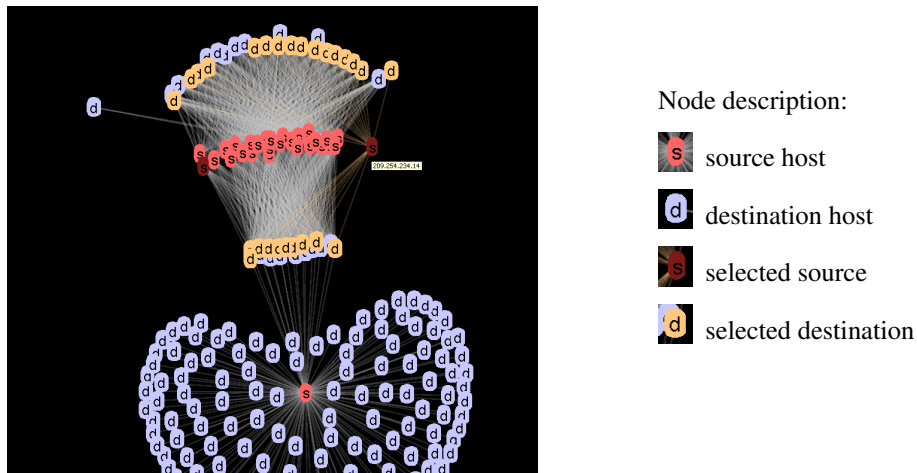 209.254.234.14
Node description:
s source host
d destination host
s selected source
d selected destination